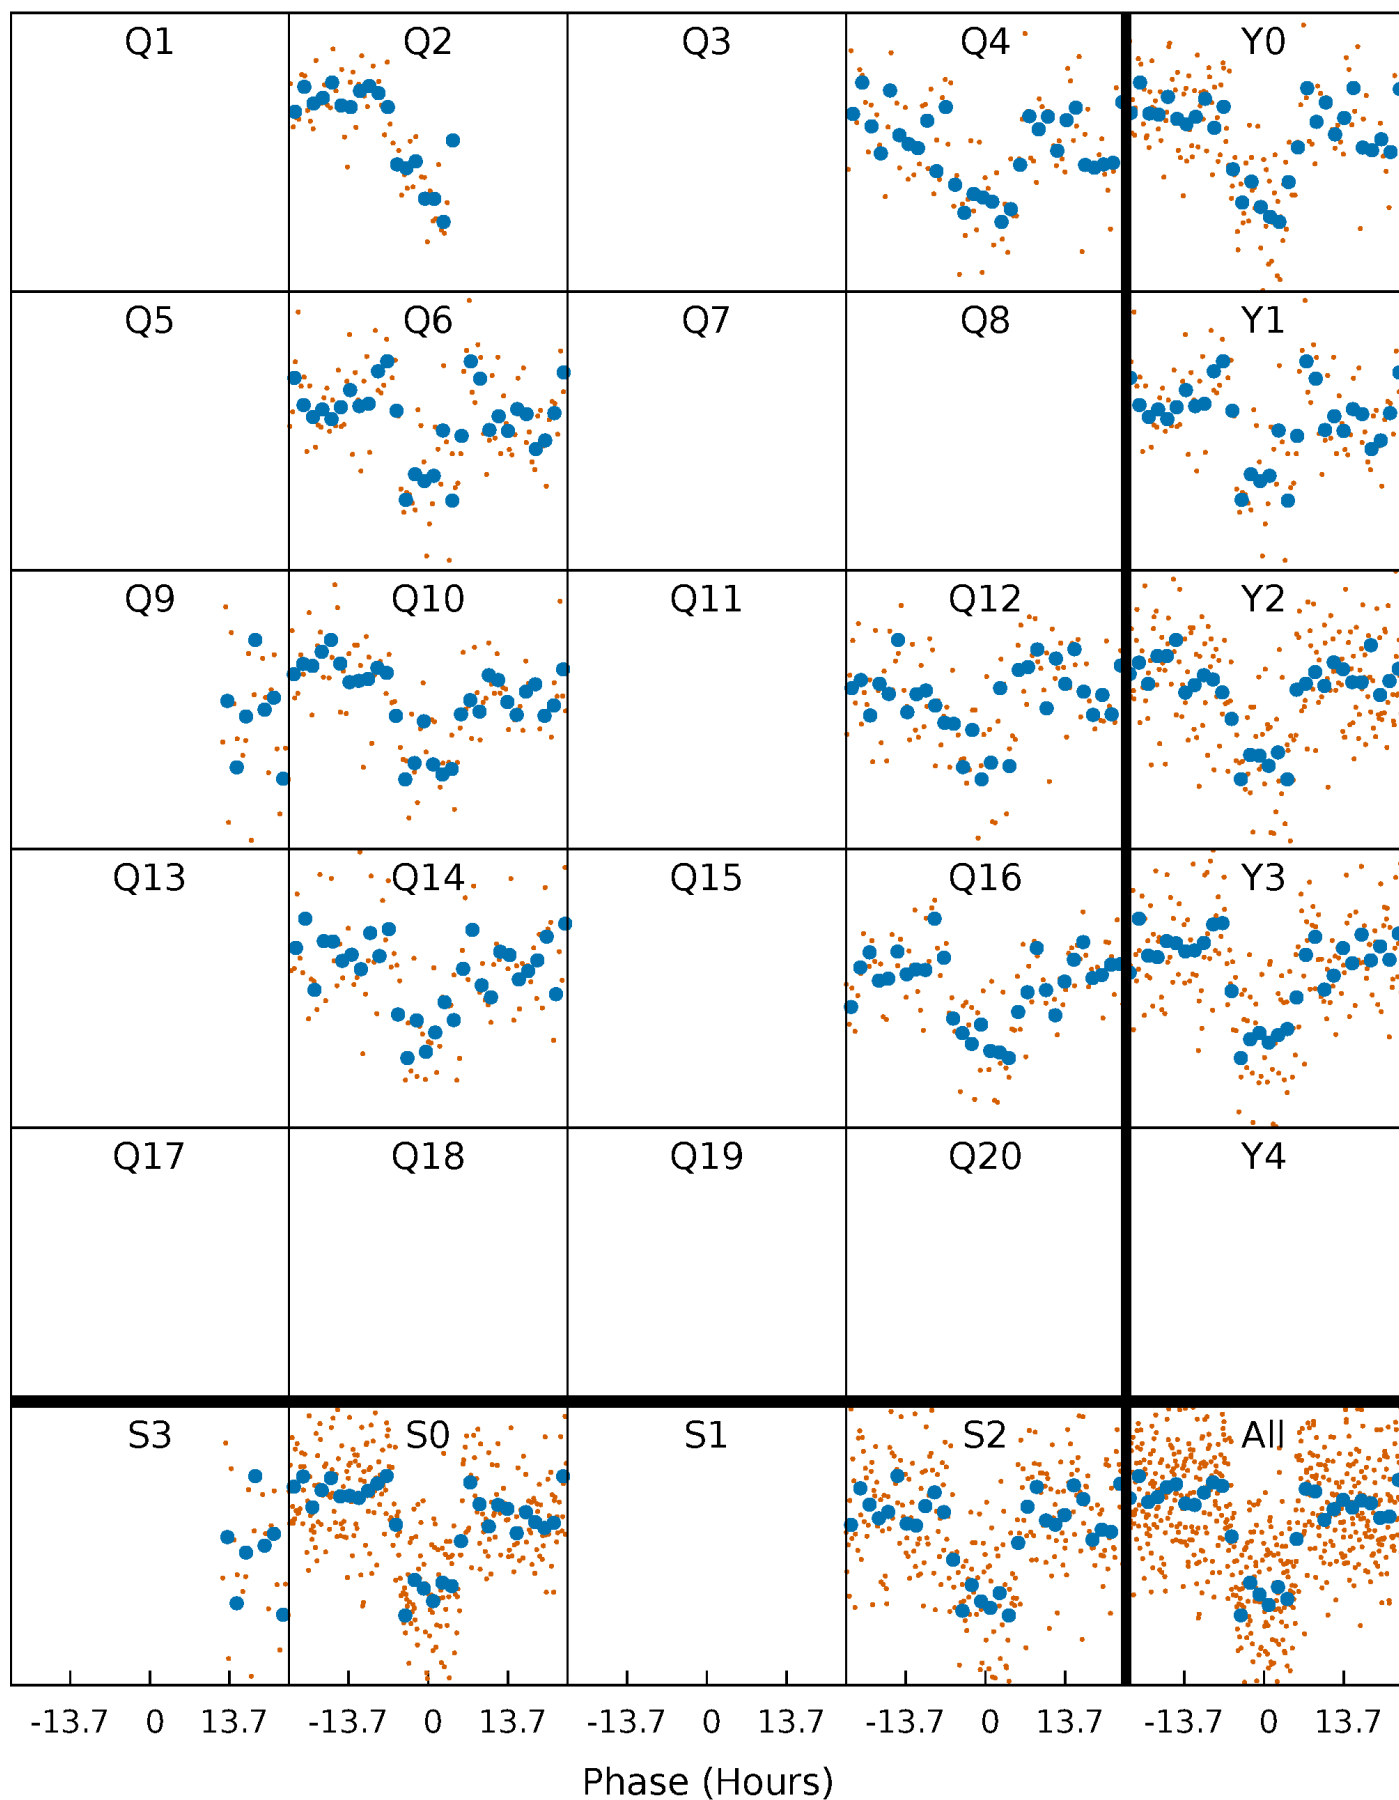 Q1 Q2 Q3 Q4 Y0
Q5 Q6 Q7 Q8 Y1
Q9 Q10 Q11 Q12 Y2
Q13 Q14 Q15 Q16 Y3
Q17 Q18 Q19 Q20 Y4
S3 S0 S1 S2 All
-13.7 0 13.7 -13.7 0 13.7 -13.7 0 13.7 -13.7 0 13.7 -13.7 0 13.7
Phase (Hours)